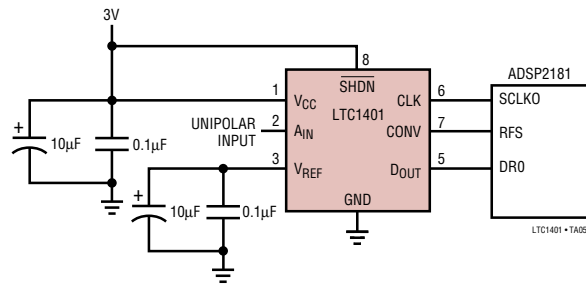 3V
8
ADSP2181
SHDN
1
VCC
CLK
6
SCLKO
LTC1401
UNIPOLAR
INPUT
2
AIN
CONV
7
RFS
+
10µF
0.1µF
3
VREF
DOUT
5
DR0
+
10µF
0.1µF
GND
LTC1401 • TA05